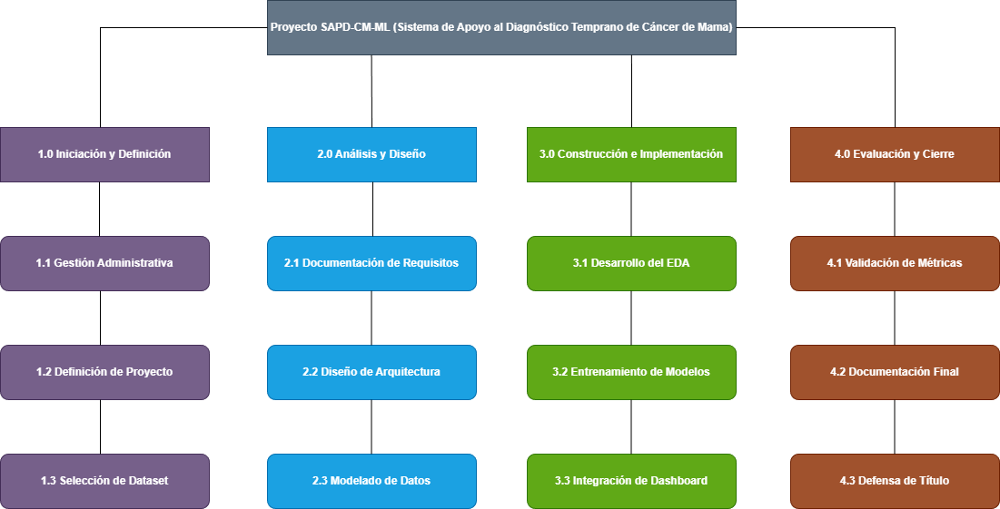 Proyecto SAPD-CM-ML (Sistema de Apoyo al Diagnóstico Temprano de Cáncer de Mama)
1.0 Iniciación y Definición
2.0 Análisis y Diseño
3.0 Construcción e Implementación
4.0 Evaluación y Cierre
1.1 Gestión Administrativa
2.1 Documentación de Requisitos
3.1 Desarrollo del EDA
4.1 Validación de Métricas
1.2 Definición de Proyecto
2.2 Diseño de Arquitectura
3.2 Entrenamiento de Modelos
4.2 Documentación Final
1.3 Selección de Dataset
2.3 Modelado de Datos
3.3 Integración de Dashboard
4.3 Defensa de Título